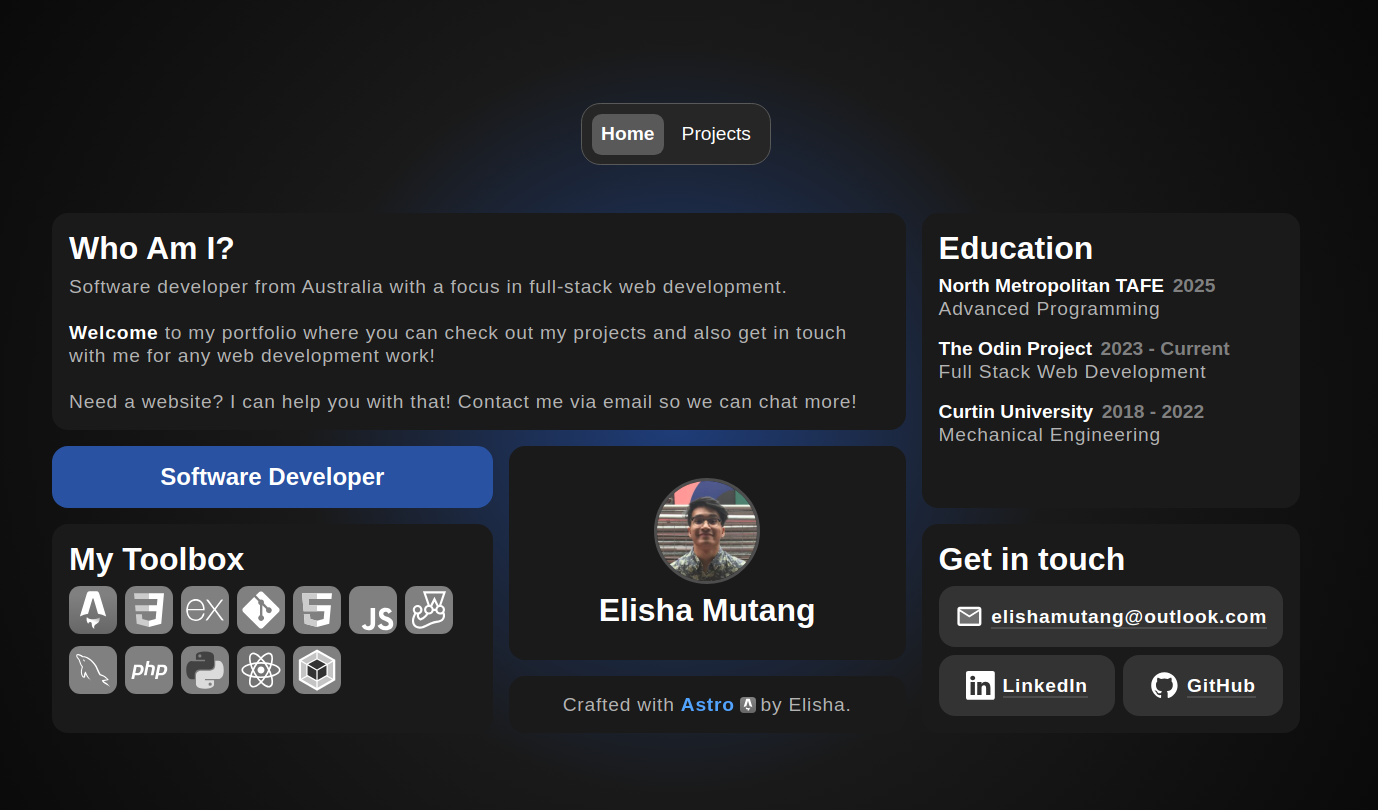 Home Projects
Who Am I?
Software developer from Australia with a focus in full-stack web development.
Welcome to my portfolio where you can check out my projects and also get in touch
with me for any web development work!
Need a website? I can help you with that! Contact me via email so we can chat more!
Education
North Metropolitan TAFE 2025
Advanced Programming
The Odin Project 2023 - Current
Full Stack Web Development
Curtin University 2018 - 2022
Mechanical Engineering
Software Developer
My Toolbox
ex
JS
php
Elisha Mutang
Crafted with Astro by Elisha.
Get in touch
elishamutang@outlook.com
in LinkedIn
GitHub